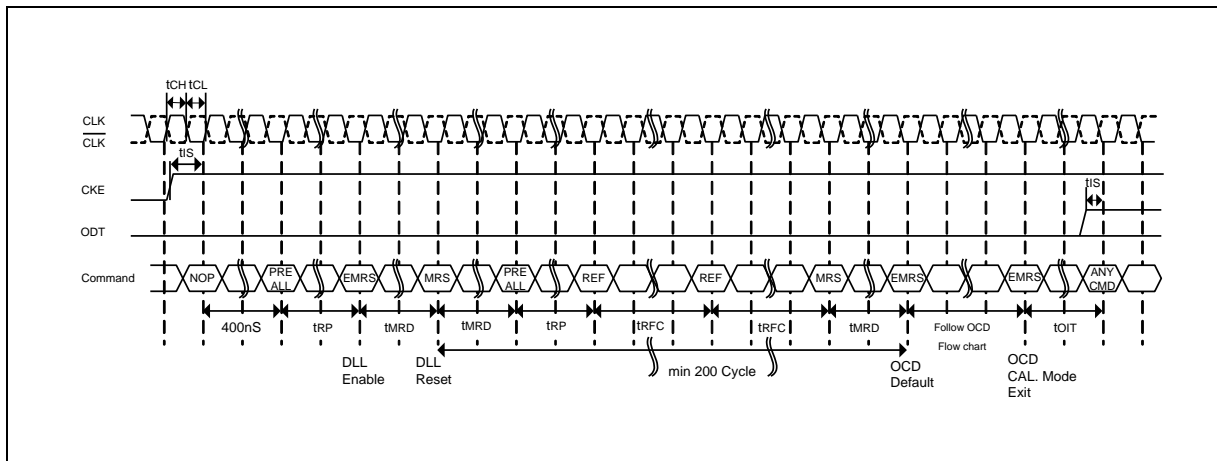 tCH tCL
CLK
CLK
tIS
CKE
tIS
ODT
Command NOP PRE ALL EMRS MRS PRE ALL REF REF MRS EMRS EMRS ANY CMD
400nS tRP tMRD tMRD tRP tRFC tRFC tMRD Follow OCD Flow chart tOIT
min 200 Cycle
DLL Enable
DLL Reset
OCD Default
OCD CAL. Mode Exit